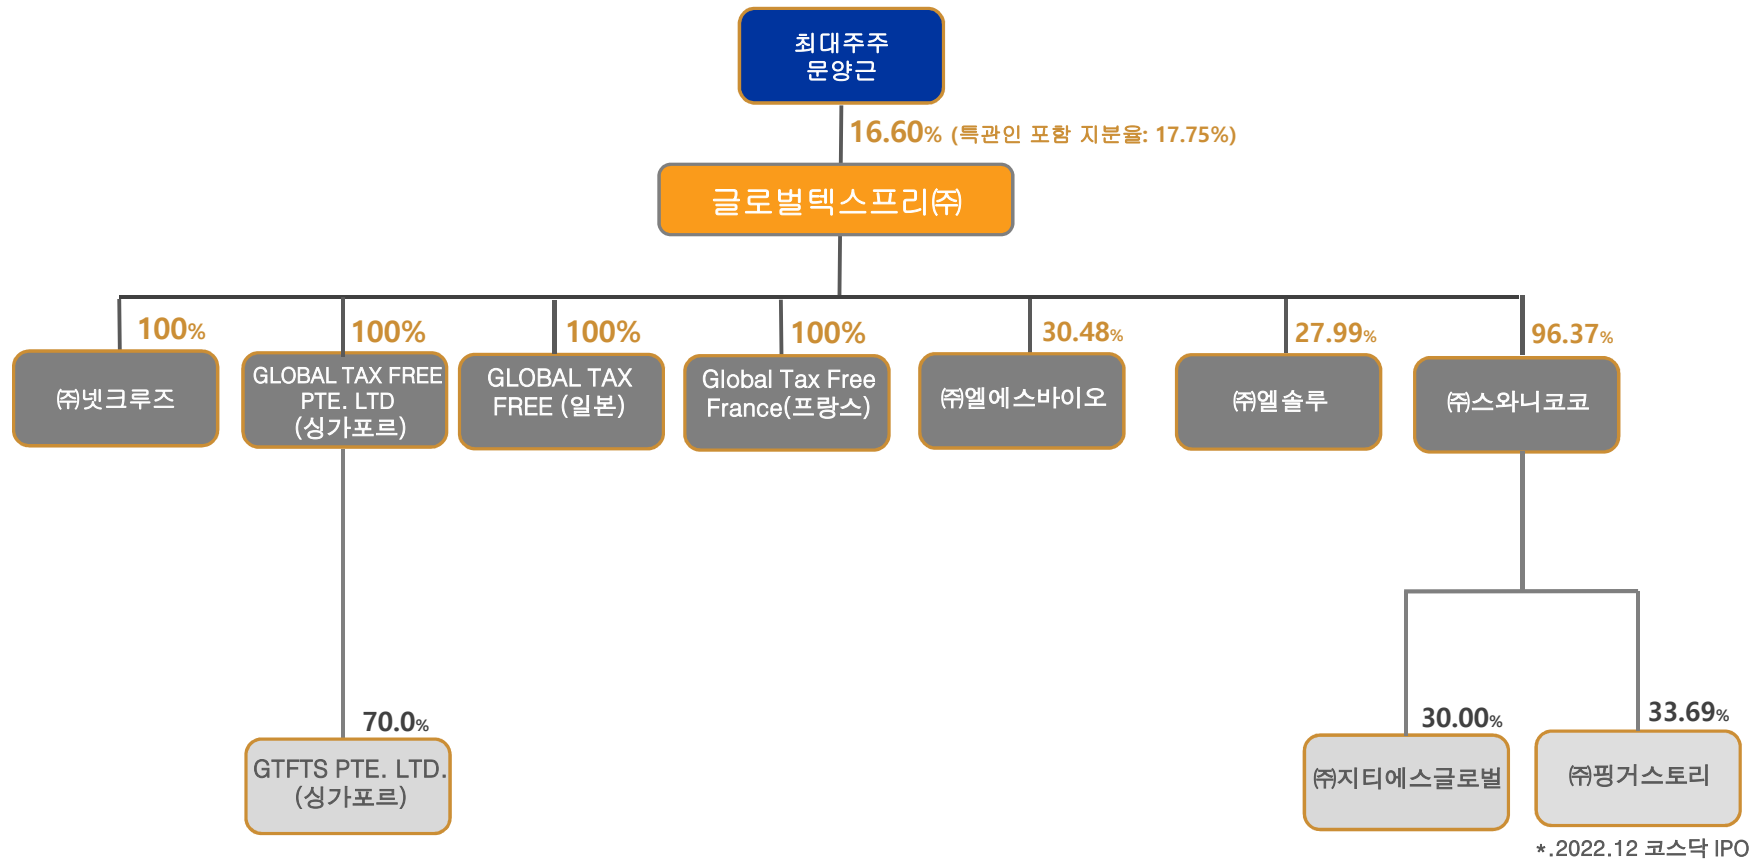 최대주주
문양근
16.60% (특관인 포함 지분율: 17.75%)
글로벌텍스프리㈜
100%
100%
100%
100%
30.48%
27.99%
96.37%
㈜넷크루즈
GLOBAL TAX FREE
PTE. LTD
(싱가포르)
GLOBAL TAX
FREE (일본)
Global Tax Free
France(프랑스)
㈜엘에스바이오
㈜엘솔루
㈜스와니코코
70.0%
30.00%
33.69%
GTFTS PTE. LTD.
(싱가포르)
㈜지티에스글로벌
㈜핑거스토리
*.2022.12 코스닥 IPO